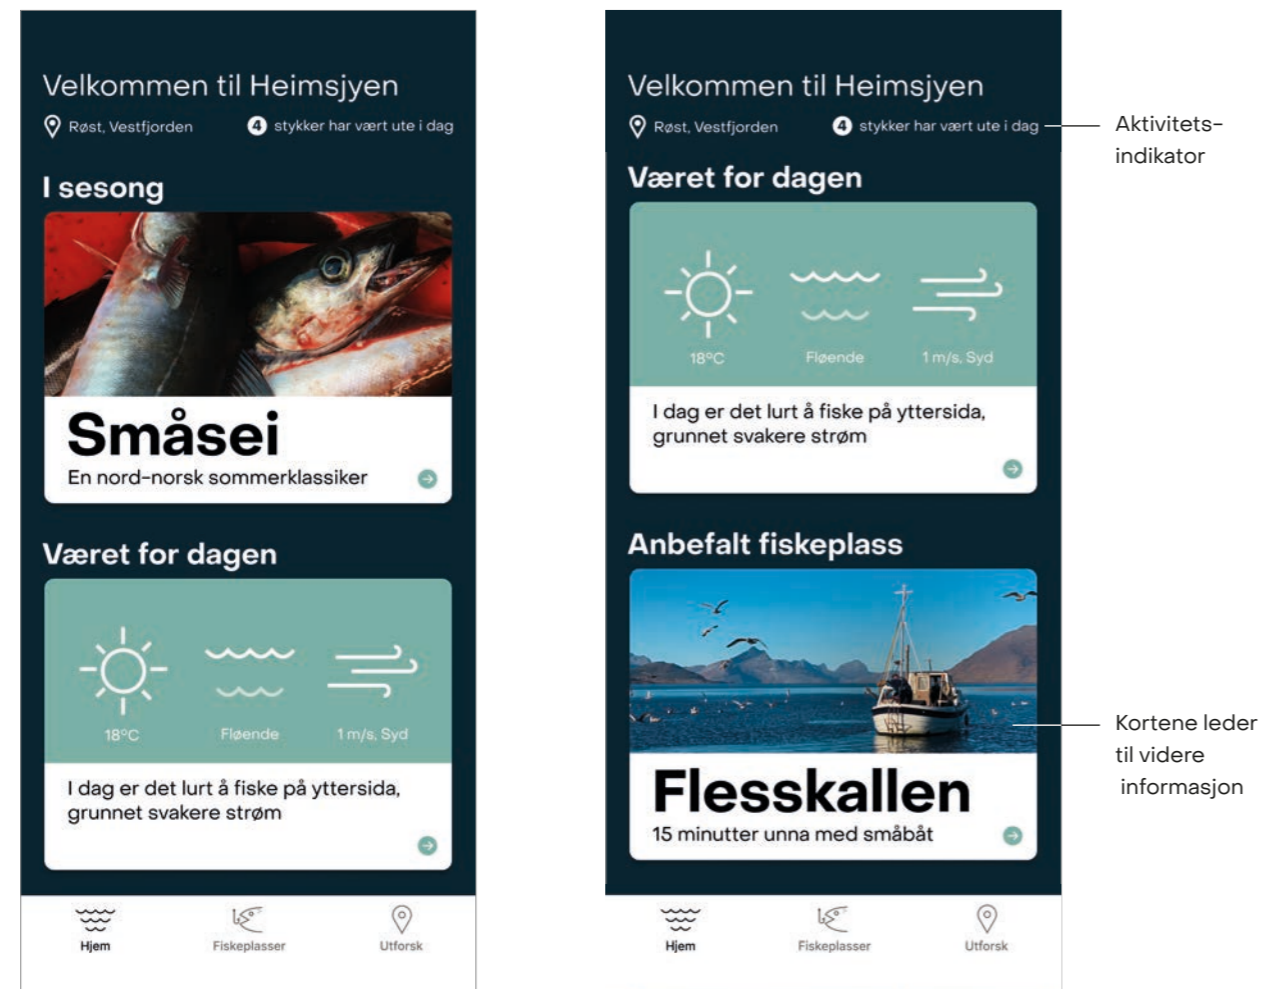 Velkommen til Heimsjyen
Røst, Vestfjorden
4 stykker har vært ute i dag
I sesong
Småsei
En nord-norsk sommerklassiker
Været for dagen
18°C
Fløende
1 m/s, Syd
I dag er det lurt å fiske på yttersida,
grunnet svakere strøm
Hjem
Fiskeplasser
Utforsk
Velkommen til Heimsjyen
Røst, Vestfjorden
4 stykker har vært ute i dag
Været for dagen
18°C
Fløende
1 m/s, Syd
I dag er det lurt å fiske på yttersida,
grunnet svakere strøm
Anbefalt fiskeplass
Flesskallen
15 minutter unna med småbåt
Hjem
Fiskeplasser
Utforsk
Aktivitets-
indikator
Kortene leder
til videre
informasjon